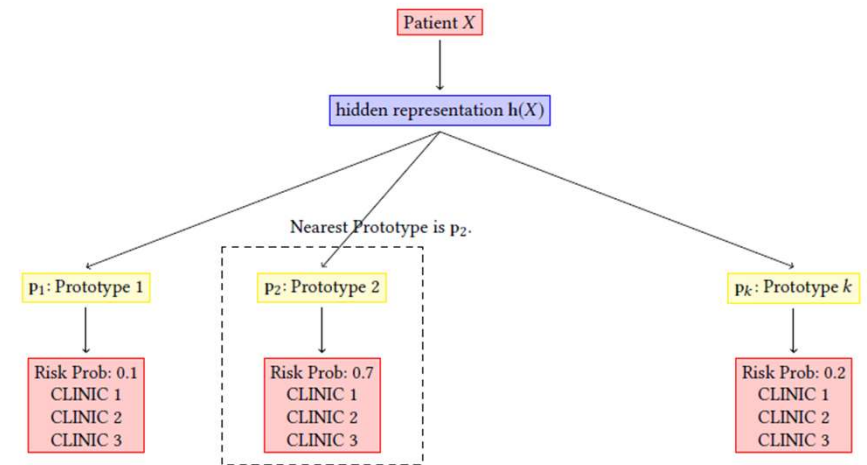 Patient X
hidden representation h(X)
Nearest Prototype is p₂.
p₁: Prototype 1
p₂: Prototype 2
pₖ: Prototype k
Risk Prob: 0.1
CLINIC 1
CLINIC 2
CLINIC 3
Risk Prob: 0.7
CLINIC 1
CLINIC 2
CLINIC 3
Risk Prob: 0.2
CLINIC 1
CLINIC 2
CLINIC 3